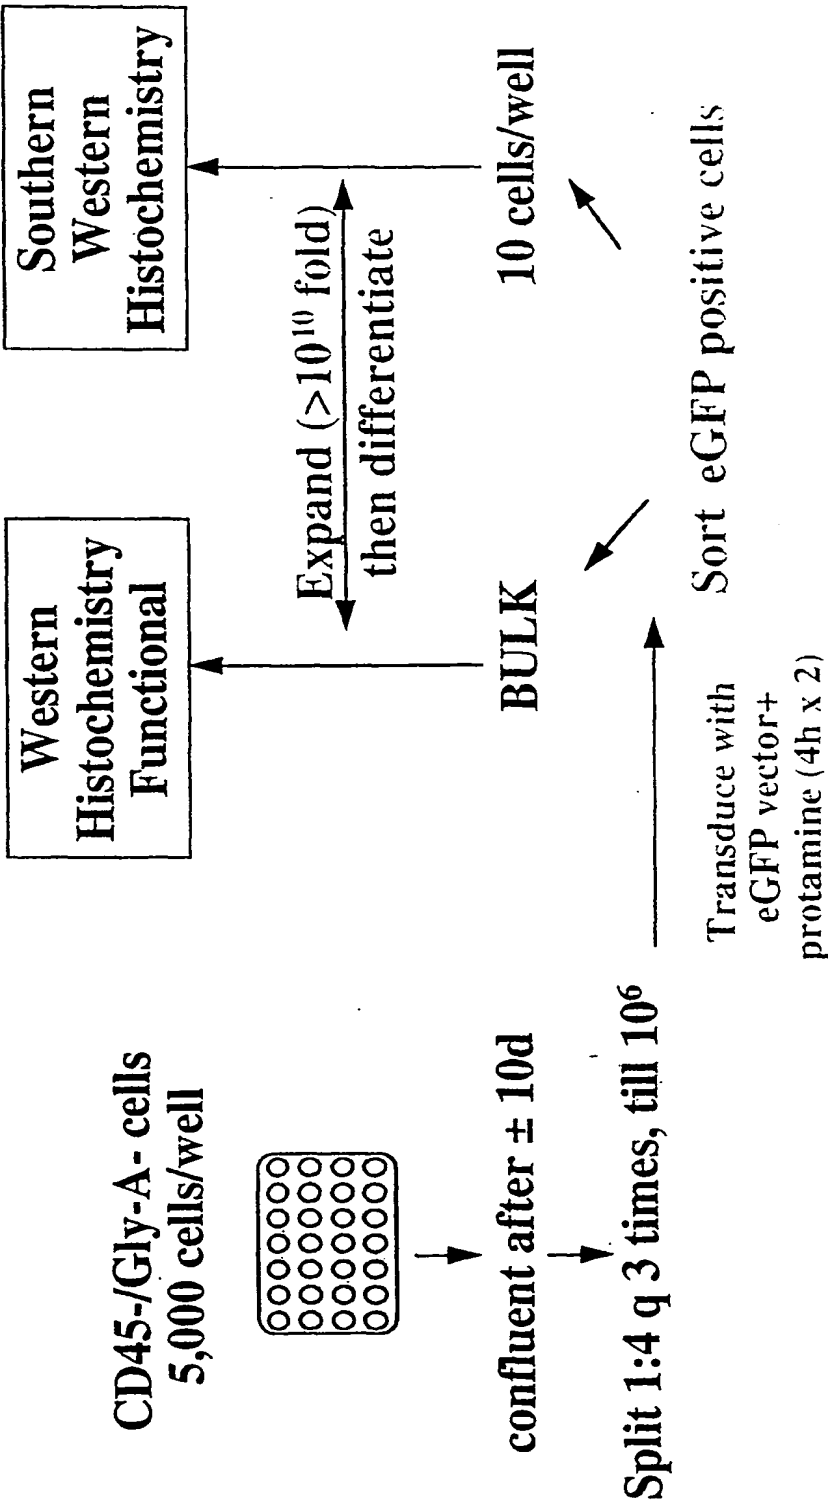 CD45-/Gly-A- cells
5,000 cells/well
confluent after ± 10d
Split 1:4 q 3 times, till 10⁶
Transduce with
eGFP vector+
protamine (4h x 2)
Sort eGFP positive cells
BULK
10 cells/well
Expand (>10¹⁰ fold)
then differentiate
Western
Histochemistry
Functional
Southern
Western
Histochemistry